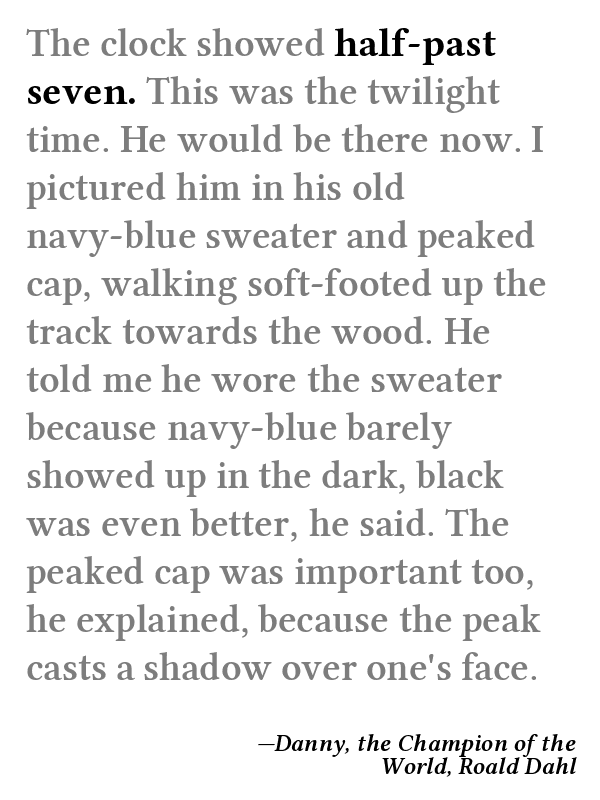 The clock showed half-past
seven. This was the twilight
time. He would be there now. I
pictured him in his old
navy-blue sweater and peaked
cap, walking soft-footed up the
track towards the wood. He
told me he wore the sweater
because navy-blue barely
showed up in the dark, black
was even better, he said. The
peaked cap was important too,
he explained, because the peak
casts a shadow over one's face.
—Danny, the Champion of the
World, Roald Dahl